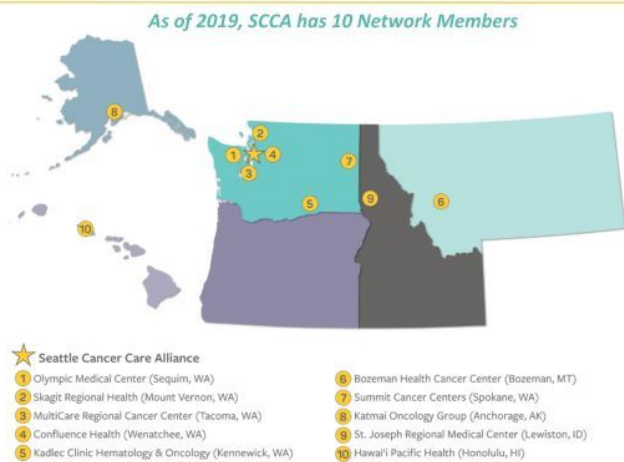 As of 2019, SCCA has 10 Network Members
8
2
1
4
3
7
5
9
6
10
Seattle Cancer Care Alliance
1 Olympic Medical Center (Sequim, WA)
2 Skagit Regional Health (Mount Vernon, WA)
3 MultiCare Regional Cancer Center (Tacoma, WA)
4 Confluence Health (Wenatchee, WA)
5 Kadlec Clinic Hematology & Oncology (Kennewick, WA)
6 Bozeman Health Cancer Center (Bozeman, MT)
7 Summit Cancer Centers (Spokane, WA)
8 Katmai Oncology Group (Anchorage, AK)
9 St. Joseph Regional Medical Center (Lewiston, ID)
10 Hawai'i Pacific Health (Honolulu, HI)